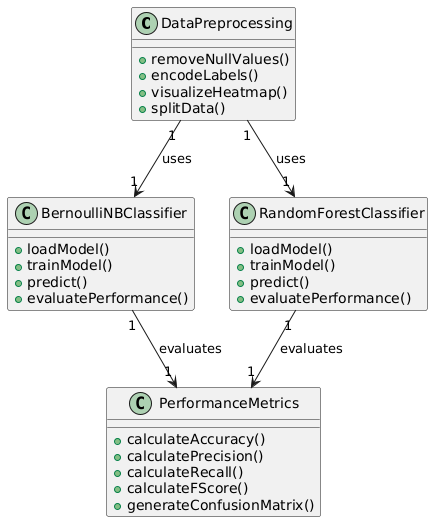 C DataPreprocessing
removeNullValues()
encodeLabels()
visualizeHeatmap()
splitData()
1 1
uses uses
1 1
C BernoulliNBClassifier
loadModel()
trainModel()
predict()
evaluatePerformance()
C RandomForestClassifier
loadModel()
trainModel()
predict()
evaluatePerformance()
1 1
evaluates evaluates
1 1
C PerformanceMetrics
calculateAccuracy()
calculatePrecision()
calculateRecall()
calculateFScore()
generateConfusionMatrix()